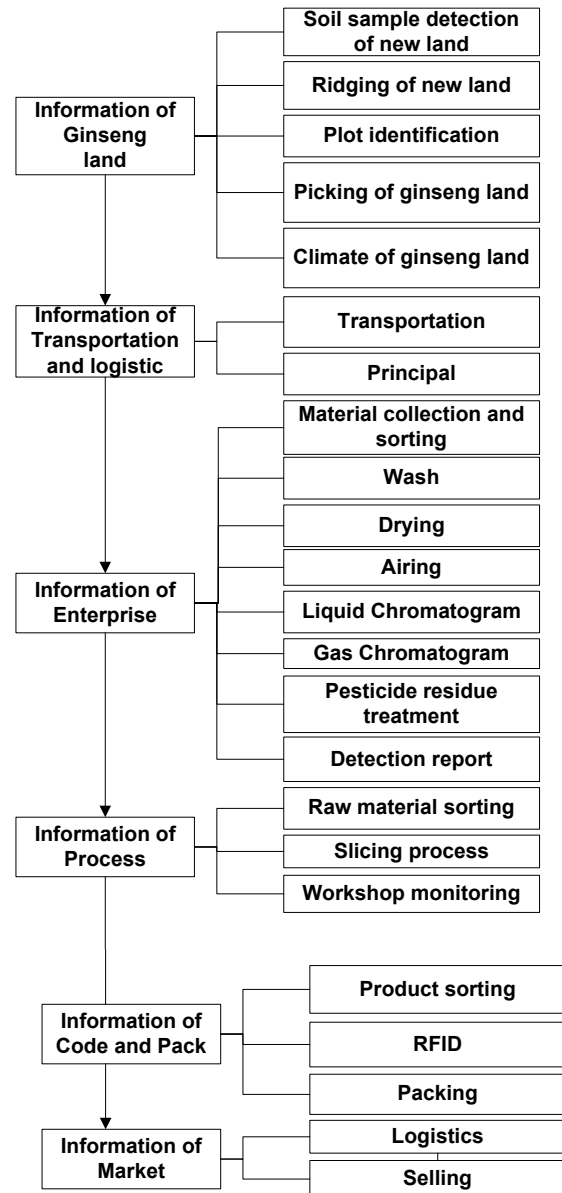 Information of
Ginseng
land
Soil sample detection
of new land
Ridging of new land
Plot identification
Picking of ginseng land
Climate of ginseng land
Information of
Transportation
and logistic
Transportation
Principal
Information of
Enterprise
Material collection and
sorting
Wash
Drying
Airing
Liquid Chromatogram
Gas Chromatogram
Pesticide residue
treatment
Detection report
Information of
Process
Raw material sorting
Slicing process
Workshop monitoring
Information of
Code and Pack
Product sorting
RFID
Packing
Information of
Market
Logistics
Selling